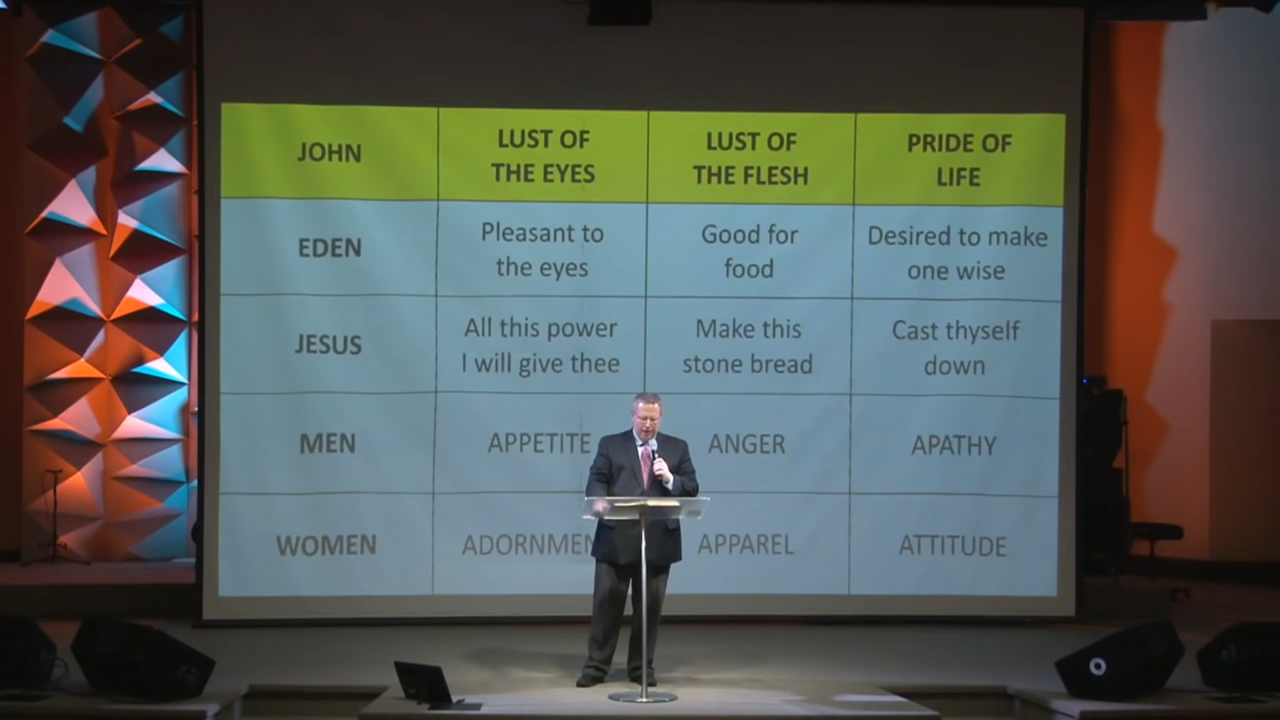 JOHN
LUST OF
THE EYES
LUST OF
THE FLESH
PRIDE OF
LIFE
EDEN
Pleasant to
the eyes
Good for
food
Desired to make
one wise
JESUS
All this power
I will give thee
Make this
stone bread
Cast thyself
down
MEN
APPETITE
ANGER
APATHY
WOMEN
ADORNMEN
APPAREL
ATTITUDE